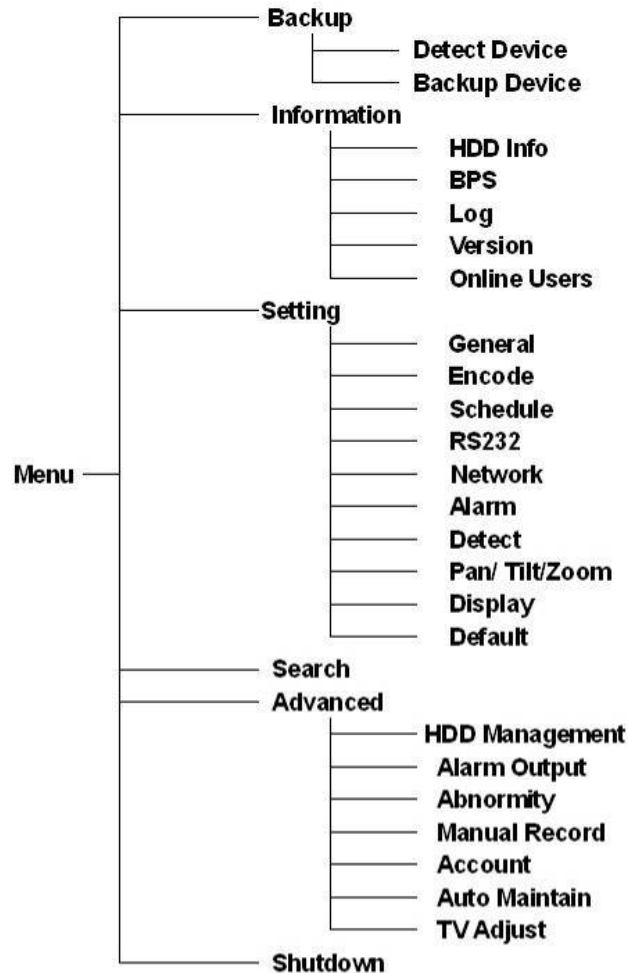 Backup
Detect Device
Backup Device
Information
HDD Info
BPS
Log
Version
Online Users
Setting
General
Encode
Schedule
RS232
Menu
Network
Alarm
Detect
Pan/ Tilt/Zoom
Display
Default
Search
Advanced
HDD Management
Alarm Output
Abnormity
Manual Record
Account
Auto Maintain
TV Adjust
Shutdown